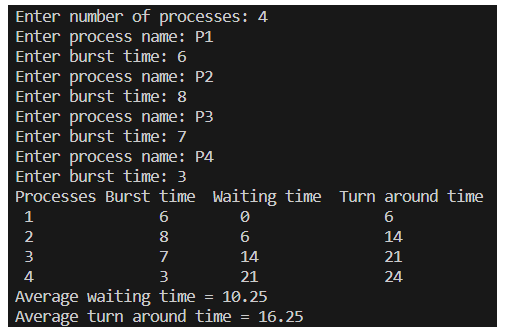 Enter number of processes: 4
Enter process name: P1
Enter burst time: 6
Enter process name: P2
Enter burst time: 8
Enter process name: P3
Enter burst time: 7
Enter process name: P4
Enter burst time: 3
Processes Burst time  Waiting time  Turn around time
 1             6        0              6
 2             8        6              14
 3             7        14             21
 4             3        21             24
Average waiting time = 10.25
Average turn around time = 16.25